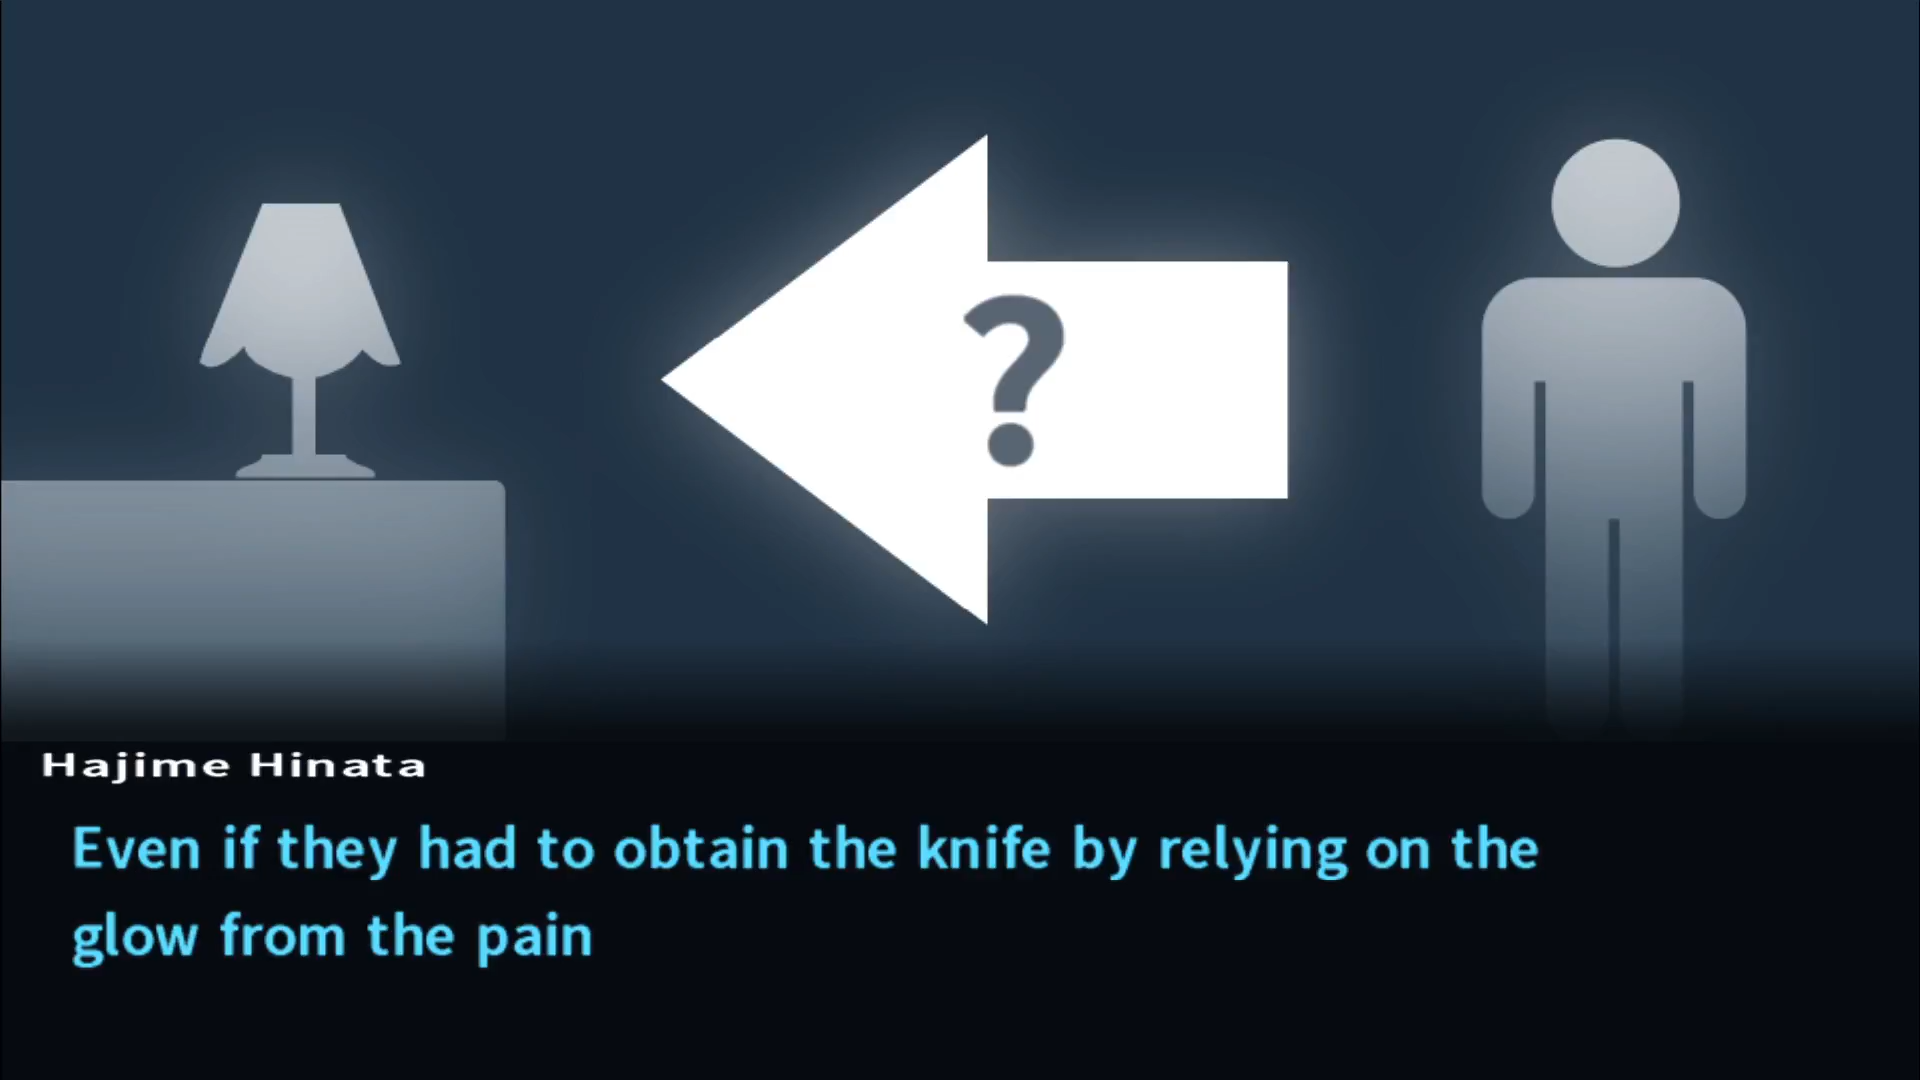 ?
Hajime Hinata
Even if they had to obtain the knife by relying on the
glow from the pain